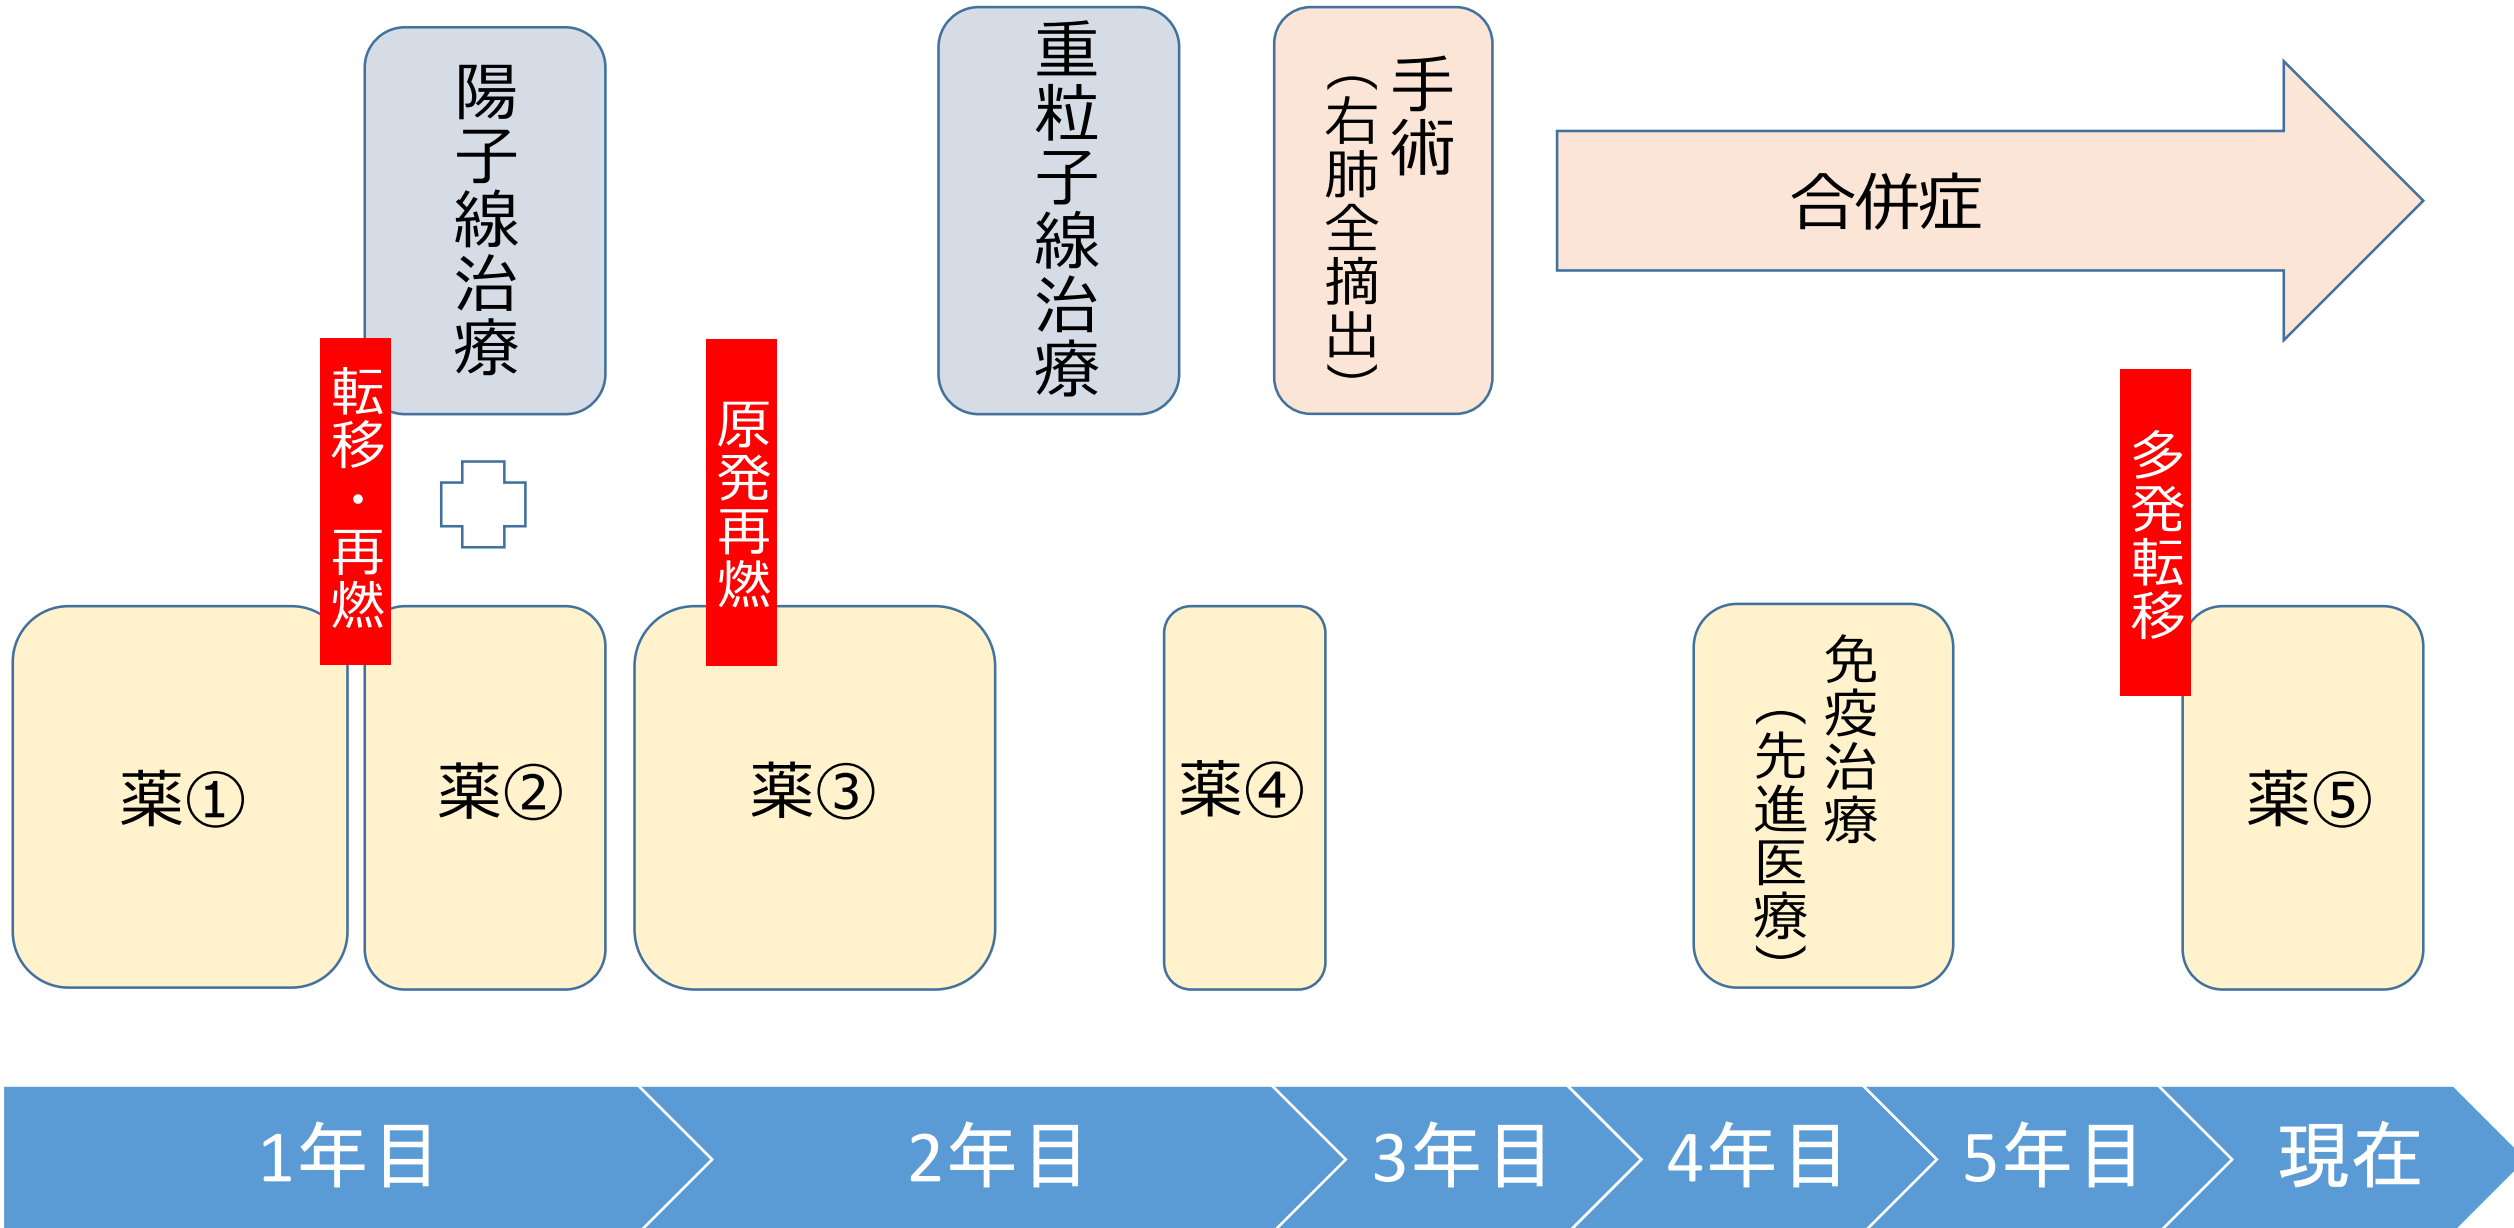 陽子線治療
重粒子線治療
手術
（右肺全摘出）
合併症
転移・再燃
原発再燃
多発転移
薬①
薬②
薬③
薬④
免疫治療
（先進医療）
薬⑤
1年目
2年目
3年目
4年目
5年目
現在